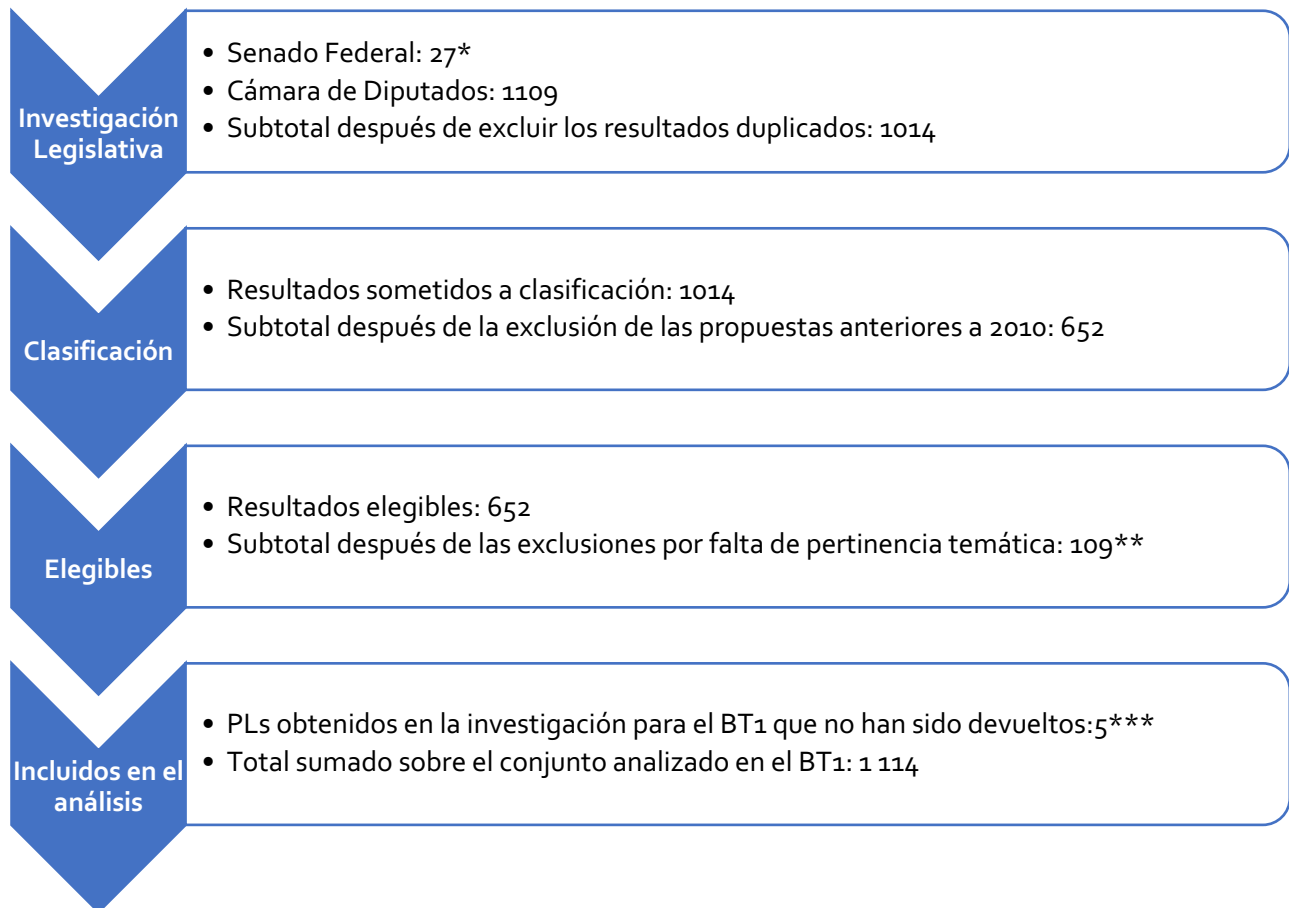 Investigación
Legislativa
• Senado Federal: 27*
• Cámara de Diputados: 1109
• Subtotal después de excluir los resultados duplicados: 1014
Clasificación
• Resultados sometidos a clasificación: 1014
• Subtotal después de la exclusión de las propuestas anteriores a 2010: 652
Elegibles
• Resultados elegibles: 652
• Subtotal después de las exclusiones por falta de pertinencia temática: 109**
Incluidos en el
análisis
• PLs obtenidos en la investigación para el BT1 que no han sido devueltos:5***
• Total sumado sobre el conjunto analizado en el BT1: 1 114